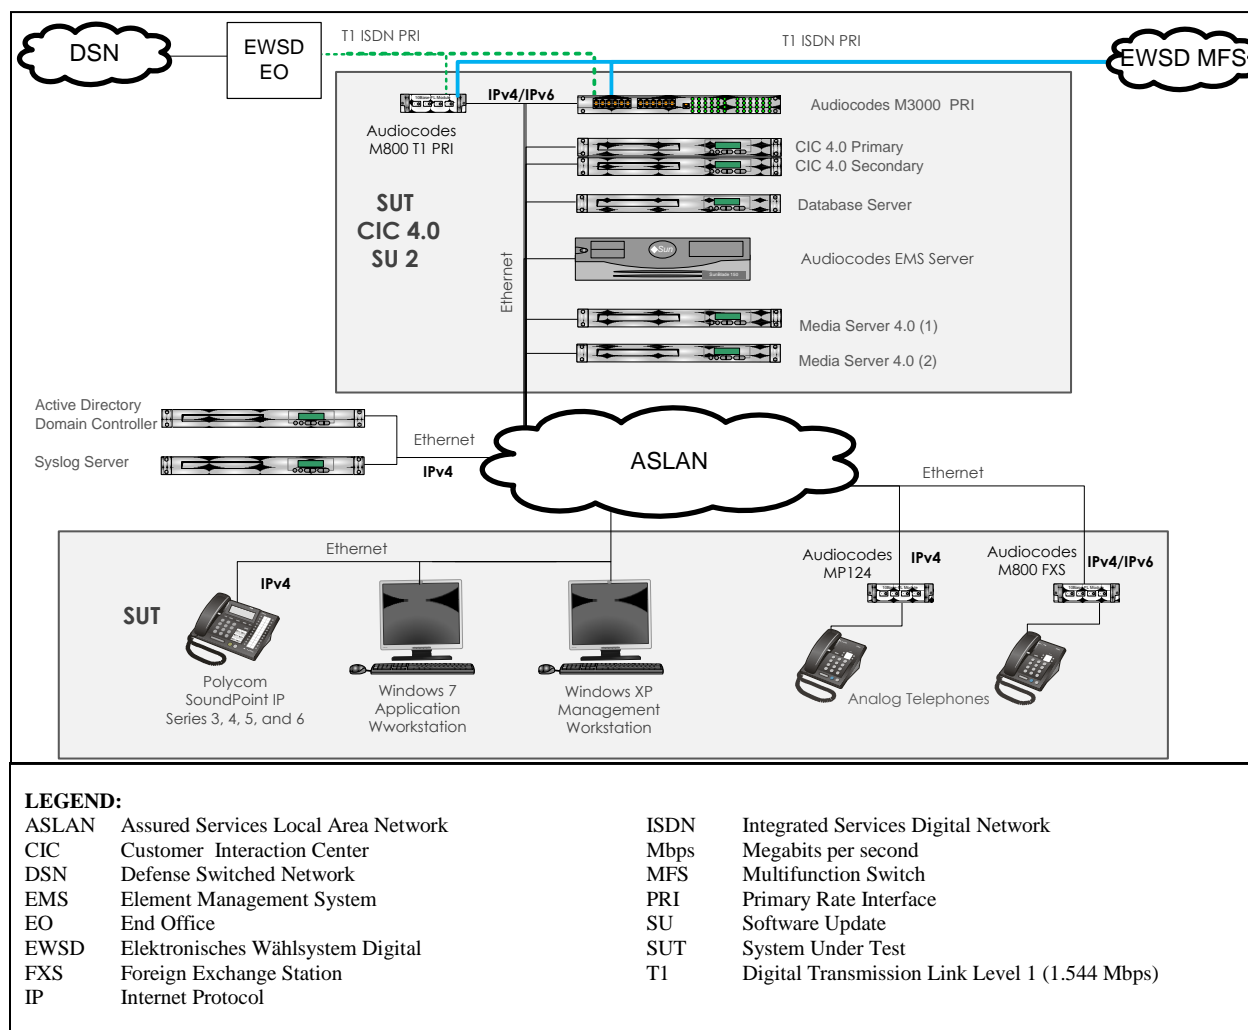 DSN
EWSD
EO
T1 ISDN PRI
T1 ISDN PRI
EWSD MFS
IPv4/IPv6
Audiocodes
M800 T1 PRI
Audiocodes M3000 PRI
CIC 4.0 Primary
CIC 4.0 Secondary
SUT
CIC 4.0
SU 2
Database Server
Sun
Audiocodes EMS Server
Ethernet
Media Server 4.0 (1)
Media Server 4.0 (2)
Active Directory
Domain Controller
Syslog Server
Ethernet
IPv4
ASLAN
Ethernet
Ethernet
IPv4
SUT
Audiocodes
MP124
IPv4
Audiocodes
M800 FXS
IPv4/IPv6
Polycom
SoundPoint IP
Series 3, 4, 5, and 6
Windows 7
Application
Wworkstation
Windows XP
Management
Workstation
Analog Telephones
LEGEND:
ASLAN Assured Services Local Area Network
CIC Customer Interaction Center
DSN Defense Switched Network
EMS Element Management System
EO End Office
EWSD Elektronisches Wählsystem Digital
FXS Foreign Exchange Station
IP Internet Protocol
ISDN Integrated Services Digital Network
Mbps Megabits per second
MFS Multifunction Switch
PRI Primary Rate Interface
SU Software Update
SUT System Under Test
T1 Digital Transmission Link Level 1 (1.544 Mbps)